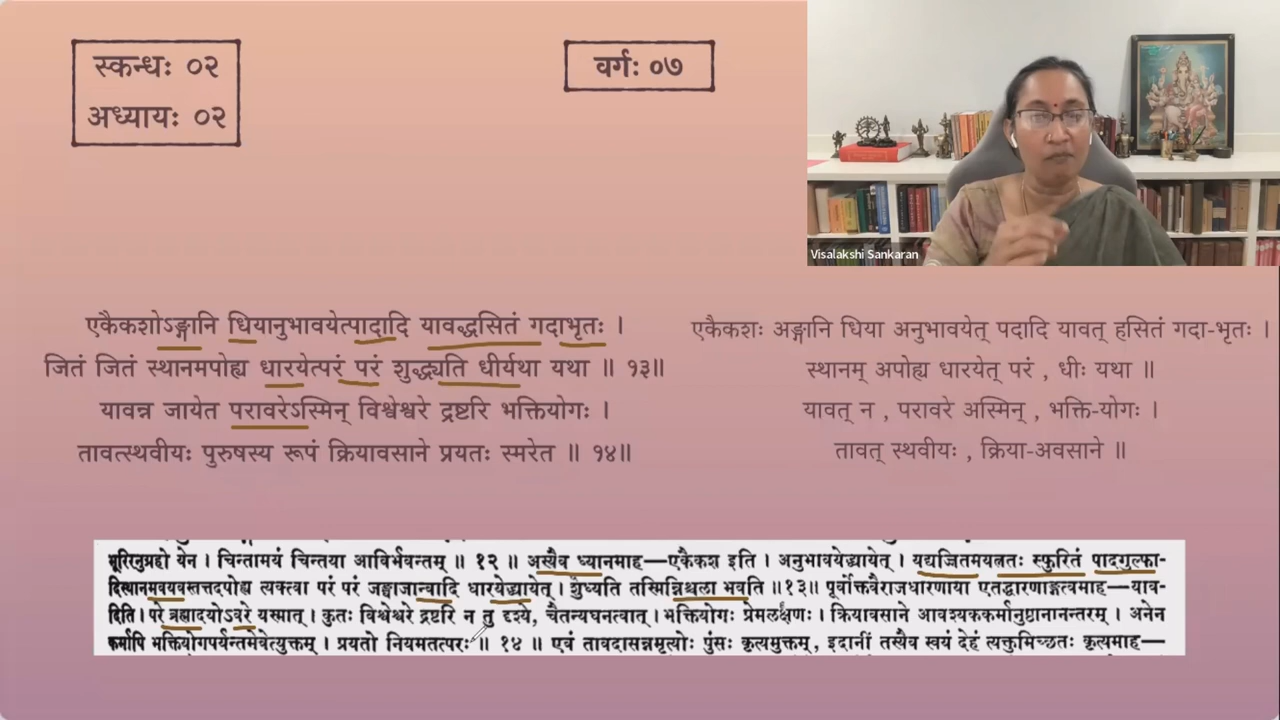 स्कन्धः ०२
अध्यायः ०२
वर्गः ०७
Visalakshi Sankaran
एकैकशोऽङ्गानि धियानुभावयेत्पादादि यावद्धसितं गदाभृतः ।
जितं जितं स्थानमपोह्य धारयेत्परं परं शुद्ध्यति धीर्यथा यथा ॥ १३॥
यावन्न जायेत परावरेऽस्मिन् विश्वेश्वरे द्रष्टरि भक्तियोगः ।
तावत्स्थवीयः पुरुषस्य रूपं क्रियावसाने प्रयतः स्मरेत ॥ १४॥
एकैकशः अङ्गानि धिया अनुभावयेत् पदादि यावत् हसितं गदा-भृतः ।
स्थानम् अपोह्य धारयेत् परं , धीः यथा ॥
यावत् न , परावरे अस्मिन् , भक्ति-योगः ।
तावत् स्थवीयः , क्रिया-अवसाने ॥
भूरिरनुग्रहो येन । चिन्तामयं चिन्तया आविर्भवन्तम् ॥ १२ ॥ अस्यैव ध्यानमाह—एकैकश इति । अनुभावयेद्ध्यायेत् । यद्यज्जितमयत्नतः स्फुरितं पादगुल्फा-
दिस्थानमवयवस्तत्तदपोह्य त्यक्त्वा परं परं जङ्घाजान्वादि धारयेद्ध्यायेत् । शुध्यति तस्मिन्निश्चला भवति ॥१३॥ पूर्वोक्तवैराजधारणाया एतद्धारणाङ्गत्वमाह—याव-
दिति । परे ब्रह्मादयोऽवरे यस्मात् । कुतः विश्वेश्वरे द्रष्टरि न तु दृश्ये, चैतन्यघनत्वात् । भक्तियोगः प्रेमलक्षणः । क्रियावसाने आवश्यककर्मानुष्ठानानन्तरम् । अनेन
कर्मापि भक्तियोगपर्यन्तमेवेत्युक्तम् । प्रयतो नियमतत्परः ॥ १४ ॥ एवं तावदासन्नमृत्योः पुंसः कृत्यमुक्तम्, इदानीं तस्यैव स्वयं देहं त्यक्तुमिच्छतः कृत्यमाह—